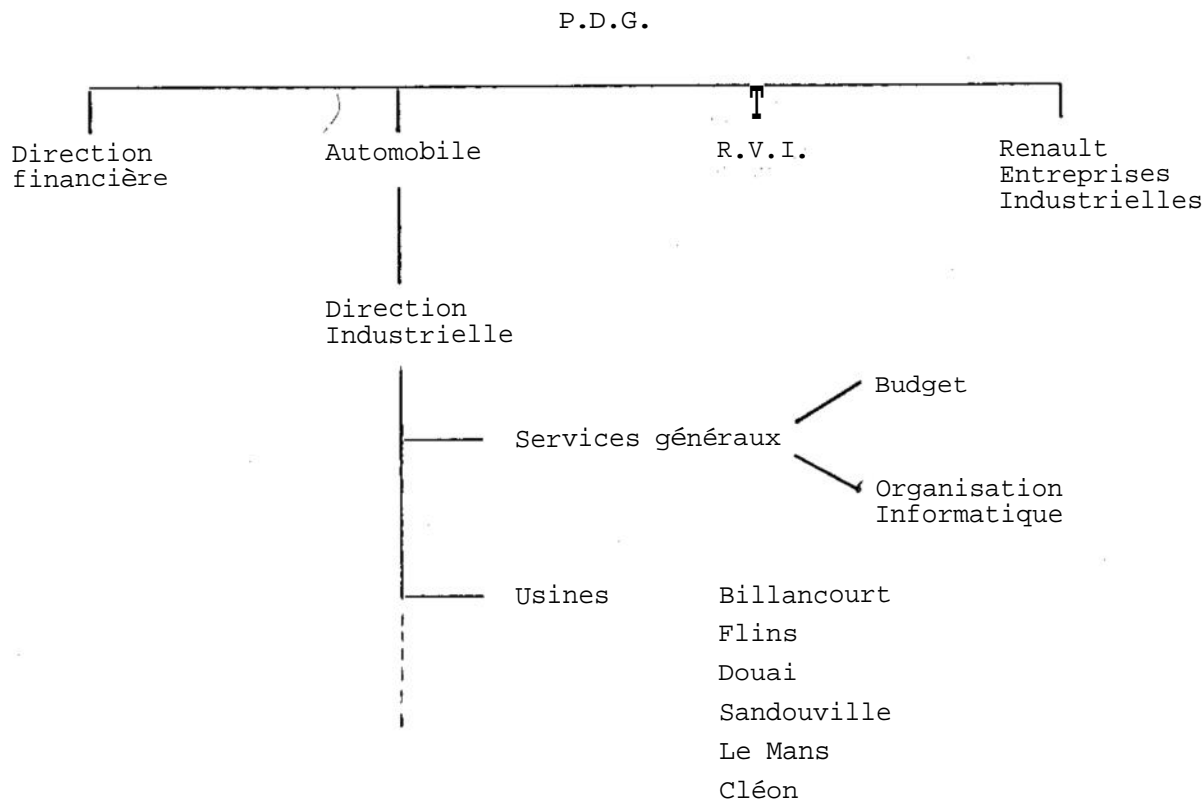 P.D.G.
Direction
financière
Automobile
R.V.I.
Renault
Entreprises
Industrielles
Direction
Industrielle
Services généraux
Budget
Organisation
Informatique
Usines
Billancourt
Flins
Douai
Sandouville
Le Mans
Cléon